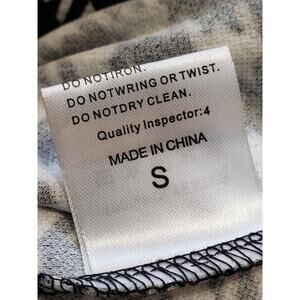 DO NOTIRON.
DO NOTWRING OR TWIST.
DO NOTDRY CLEAN.
Quality Inspector:4
MADE IN CHINA
S